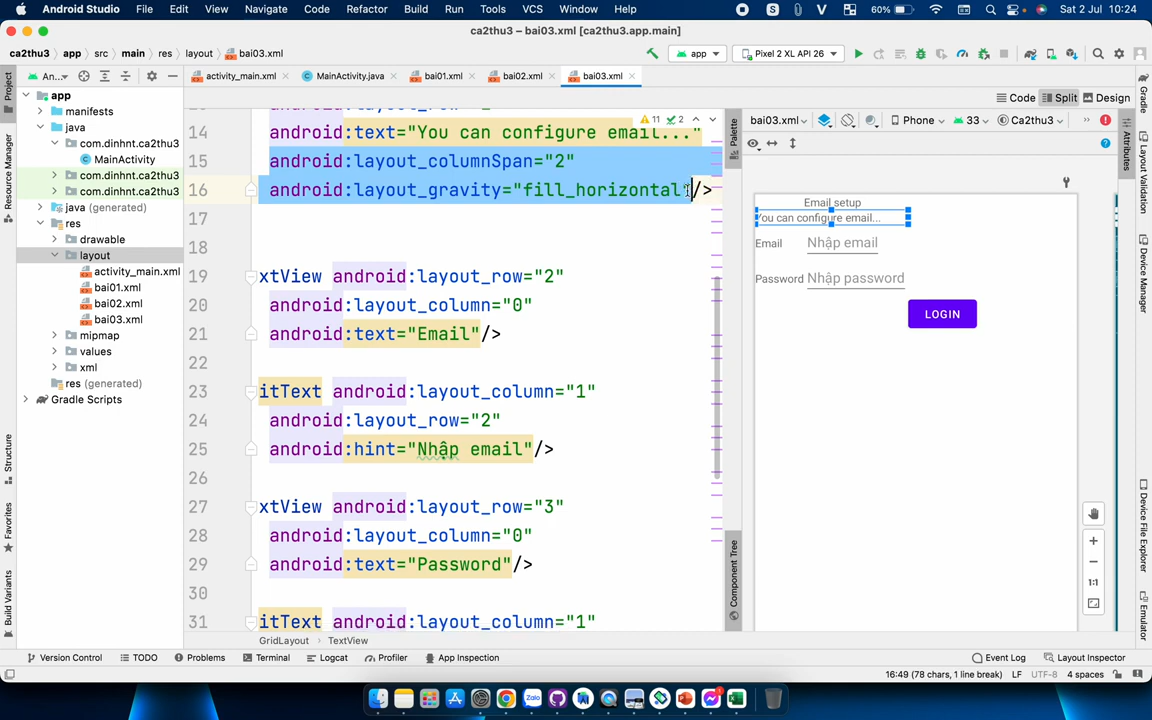 Android Studio File Edit View Navigate Code Refactor Build Run Tools VCS Window Help 60% Sat 2 Jul 10:24
ca2thu3 – bai03.xml [ca2thu3.app.main]
ca2thu3 app src main res layout bai03.xml app Pixel 2 XL API 26
An... activity_main.xml MainActivity.java bai01.xml bai02.xml bai03.xml
Code Split Design
app
manifests
java
com.dinhnt.ca2thu3
MainActivity
com.dinhnt.ca2thu3
com.dinhnt.ca2thu3
java (generated)
res
drawable
layout
activity_main.xml
bai01.xml
bai02.xml
bai03.xml
mipmap
values
xml
res (generated)
Gradle Scripts
11 2
14 android:text="You can configure email..."
15 android:layout_columnSpan="2"
16 android:layout_gravity="fill_horizontal"/>
17
18
19 xtView android:layout_row="2"
20 android:layout_column="0"
21 android:text="Email"/>
22
23 itText android:layout_column="1"
24 android:layout_row="2"
25 android:hint="Nhập email"/>
26
27 xtView android:layout_row="3"
28 android:layout_column="0"
29 android:text="Password"/>
30
31 itText android:layout_column="1"
GridLayout TextView
bai03.xml Phone 33 Ca2thu3
Email setup
You can configure email...
Email Nhập email
Password Nhập password
LOGIN
1:1
Project
Resource Manager
Structure
Favorites
Build Variants
Palette
Component Tree
Attributes
Gradle
Layout Validation
Device Manager
Device File Explorer
Emulator
Version Control TODO Problems Terminal Logcat Profiler App Inspection Event Log Layout Inspector
16:49 (78 chars, 1 line break) LF UTF-8 4 spaces